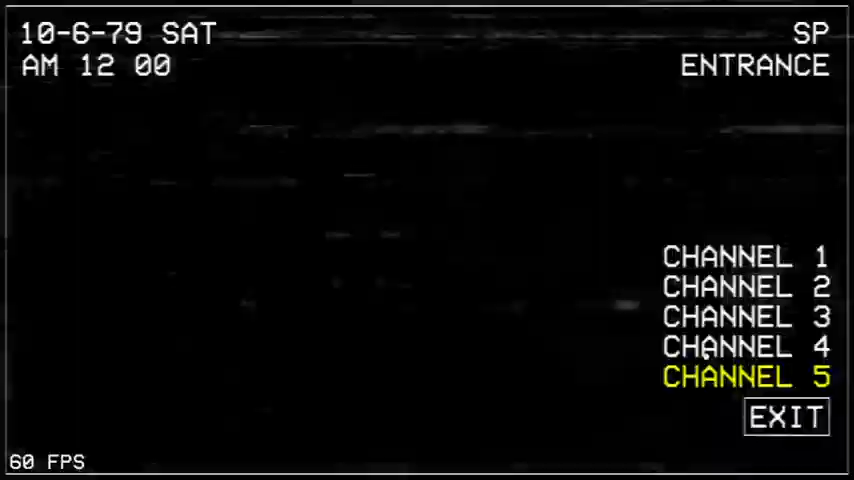 10-6-79 SAT
AM 12 00
SP
ENTRANCE
CHANNEL 1
CHANNEL 2
CHANNEL 3
CHANNEL 4
CHANNEL 5
EXIT
60 FPS